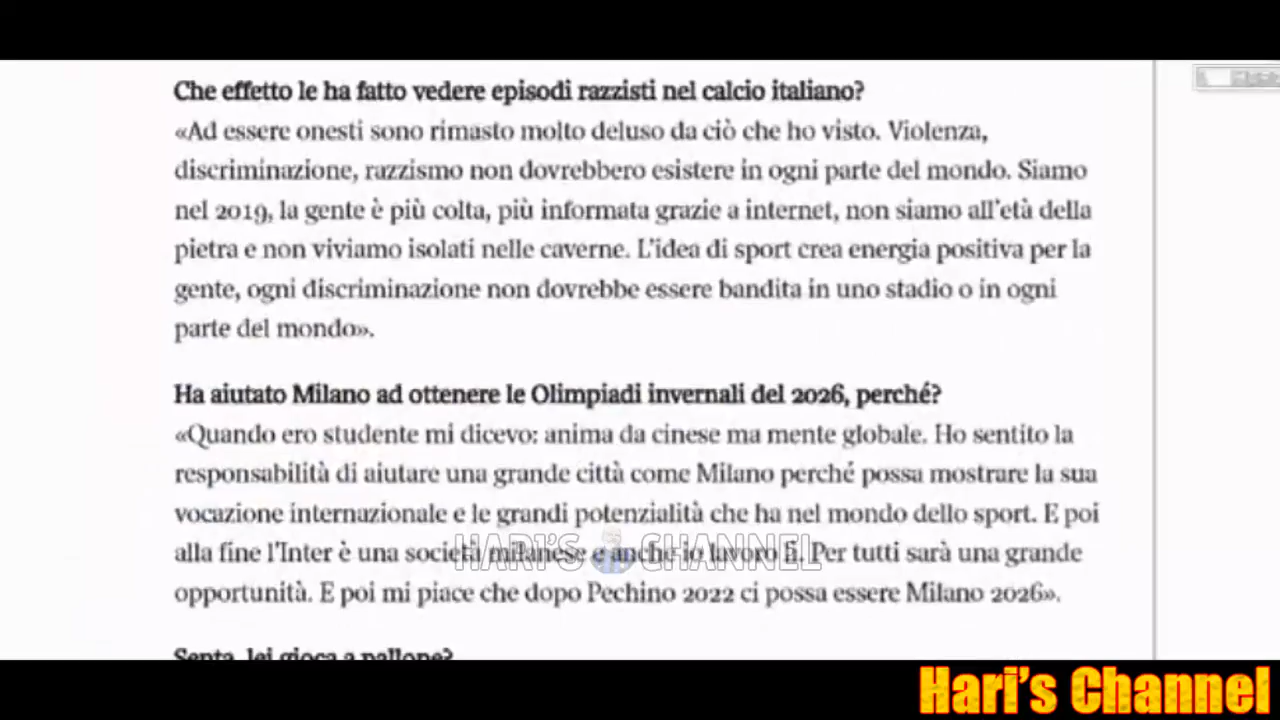 Che effetto le ha fatto vedere episodi razzisti nel calcio italiano?
«Ad essere onesti sono rimasto molto deluso da ciò che ho visto. Violenza,
discriminazione, razzismo non dovrebbero esistere in ogni parte del mondo. Siamo
nel 2019, la gente è più colta, più informata grazie a internet, non siamo all'età della
pietra e non viviamo isolati nelle caverne. L'idea di sport crea energia positiva per la
gente, ogni discriminazione non dovrebbe essere bandita in uno stadio o in ogni
parte del mondo».
Ha aiutato Milano ad ottenere le Olimpiadi invernali del 2026, perché?
«Quando ero studente mi dicevo: anima da cinese ma mente globale. Ho sentito la
responsabilità di aiutare una grande città come Milano perché possa mostrare la sua
vocazione internazionale e le grandi potenzialità che ha nel mondo dello sport. E poi
alla fine l'Inter è una società milanese e anche io lavoro lì. Per tutti sarà una grande
HARI'S CHANNEL
opportunità. E poi mi piace che dopo Pechino 2022 ci possa essere Milano 2026».
Senta, lei gioca a pallone?
Hari's Channel